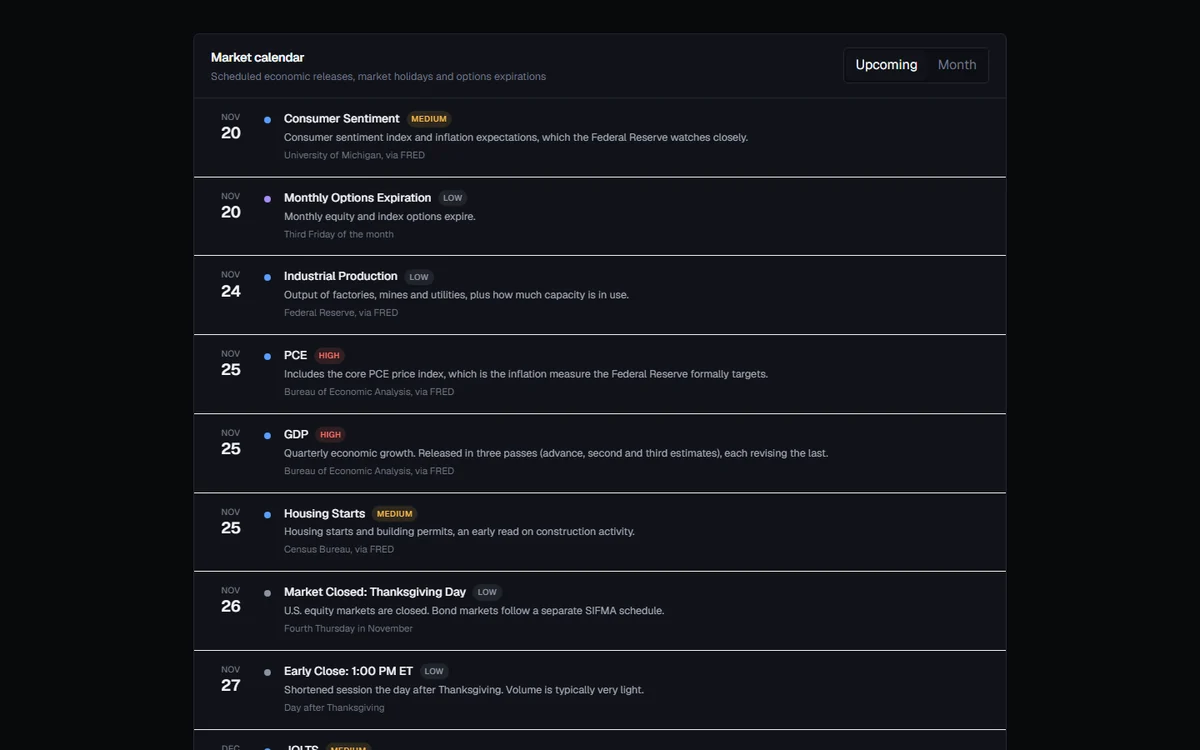 Market calendar
Scheduled economic releases, market holidays and options expirations
Upcoming Month
NOV
20
Consumer Sentiment MEDIUM
Consumer sentiment index and inflation expectations, which the Federal Reserve watches closely.
University of Michigan, via FRED
NOV
20
Monthly Options Expiration LOW
Monthly equity and index options expire.
Third Friday of the month
NOV
24
Industrial Production LOW
Output of factories, mines and utilities, plus how much capacity is in use.
Federal Reserve, via FRED
NOV
25
PCE HIGH
Includes the core PCE price index, which is the inflation measure the Federal Reserve formally targets.
Bureau of Economic Analysis, via FRED
NOV
25
GDP HIGH
Quarterly economic growth. Released in three passes (advance, second and third estimates), each revising the last.
Bureau of Economic Analysis, via FRED
NOV
25
Housing Starts MEDIUM
Housing starts and building permits, an early read on construction activity.
Census Bureau, via FRED
NOV
26
Market Closed: Thanksgiving Day LOW
U.S. equity markets are closed. Bond markets follow a separate SIFMA schedule.
Fourth Thursday in November
NOV
27
Early Close: 1:00 PM ET LOW
Shortened session the day after Thanksgiving. Volume is typically very light.
Day after Thanksgiving
DEC
JOLTS MEDIUM